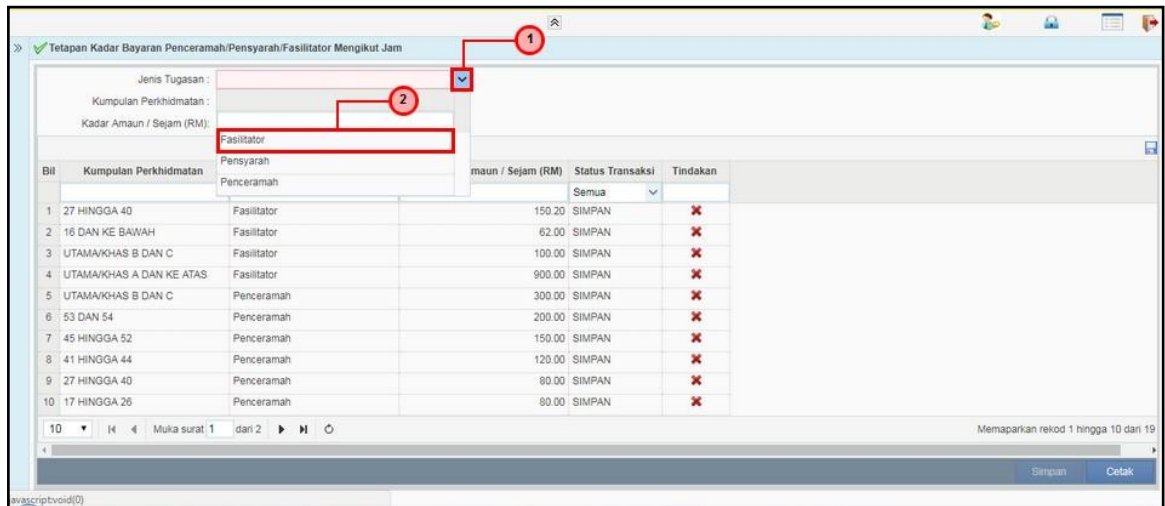 1
Tetapan Kadar Bayaran Penceramah/Pensyarah/Fasilitator Mengikut Jam
Jenis Tugasan :
Kumpulan Perkhidmatan :
2
Kadar Amaun / Sejam (RM):
Fasilitator
Pensyarah
Penceramah
Bil Kumpulan Perkhidmatan maun / Sejam (RM) Status Transaksi Tindakan
Semua
1 27 HINGGA 40 Fasilitator 150.20 SIMPAN
2 16 DAN KE BAWAH Fasilitator 62.00 SIMPAN
3 UTAMA/KHAS B DAN C Fasilitator 100.00 SIMPAN
4 UTAMA/KHAS A DAN KE ATAS Fasilitator 900.00 SIMPAN
5 UTAMA/KHAS B DAN C Penceramah 300.00 SIMPAN
6 53 DAN 54 Penceramah 200.00 SIMPAN
7 45 HINGGA 52 Penceramah 150.00 SIMPAN
8 41 HINGGA 44 Penceramah 120.00 SIMPAN
9 27 HINGGA 40 Penceramah 80.00 SIMPAN
10 17 HINGGA 26 Penceramah 80.00 SIMPAN
10 Muka surat 1 dari 2 Memaparkan rekod 1 hingga 10 dari 19
Simpan Cetak
avascript:void(0)